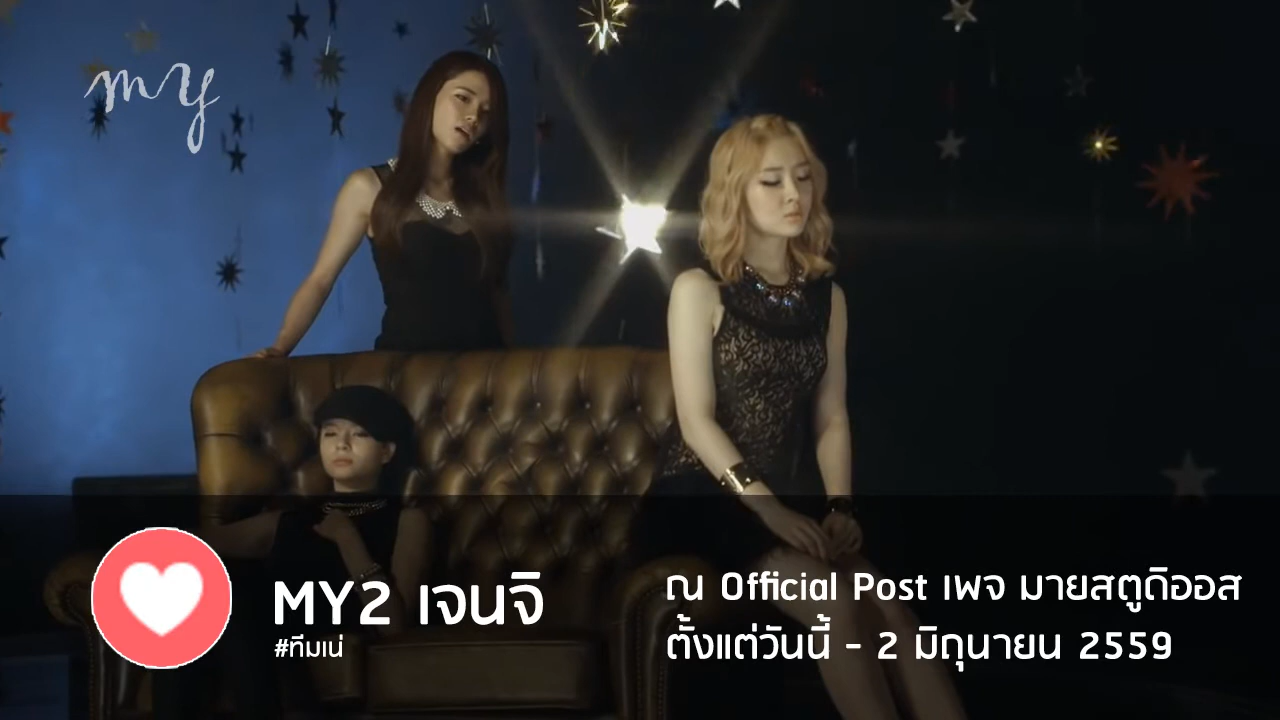 my
MY2 เจนจิ
#ทีมเน่
ณ Official Post เพจ มายสตูดิออส
ตั้งแต่วันนี้ - 2 มิถุนายน 2559